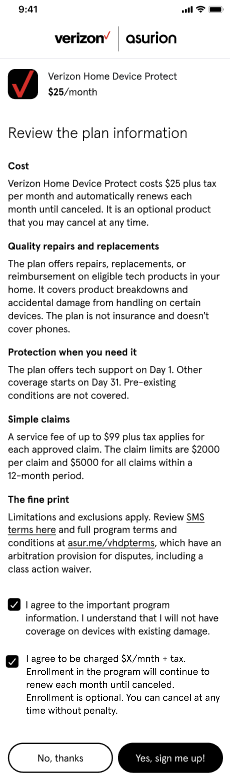 9:41
verizon asurion
Verizon Home Device Protect
$25/month
Review the plan information
Cost
Verizon Home Device Protect costs $25 plus tax
per month and automatically renews each
month until canceled. It is an optional product
that you may cancel at any time.
Quality repairs and replacements
The plan offers repairs, replacements, or
reimbursement on eligible tech products in your
home. It covers product breakdowns and
accidental damage from handling on certain
devices. The plan is not insurance and doesn't
cover phones.
Protection when you need it
The plan offers tech support on Day 1. Other
coverage starts on Day 31. Pre-existing
conditions are not covered.
Simple claims
A service fee of up to $99 plus tax applies for
each approved claim. The claim limits are $2000
per claim and $5000 for all claims within a
12-month period.
The fine print
Limitations and exclusions apply. Review SMS
terms here and full program terms and
conditions at asur.me/vhdpterms, which have an
arbitration provision for disputes, including a
class action waiver.
I agree to the important program
information. I understand that I will not have
coverage on devices with existing damage.
I agree to be charged $X/mnth + tax.
Enrollment in the program will continue to
renew each month until canceled.
Enrollment is optional. You can cancel at any
time without penalty.
No, thanks
Yes, sign me up!